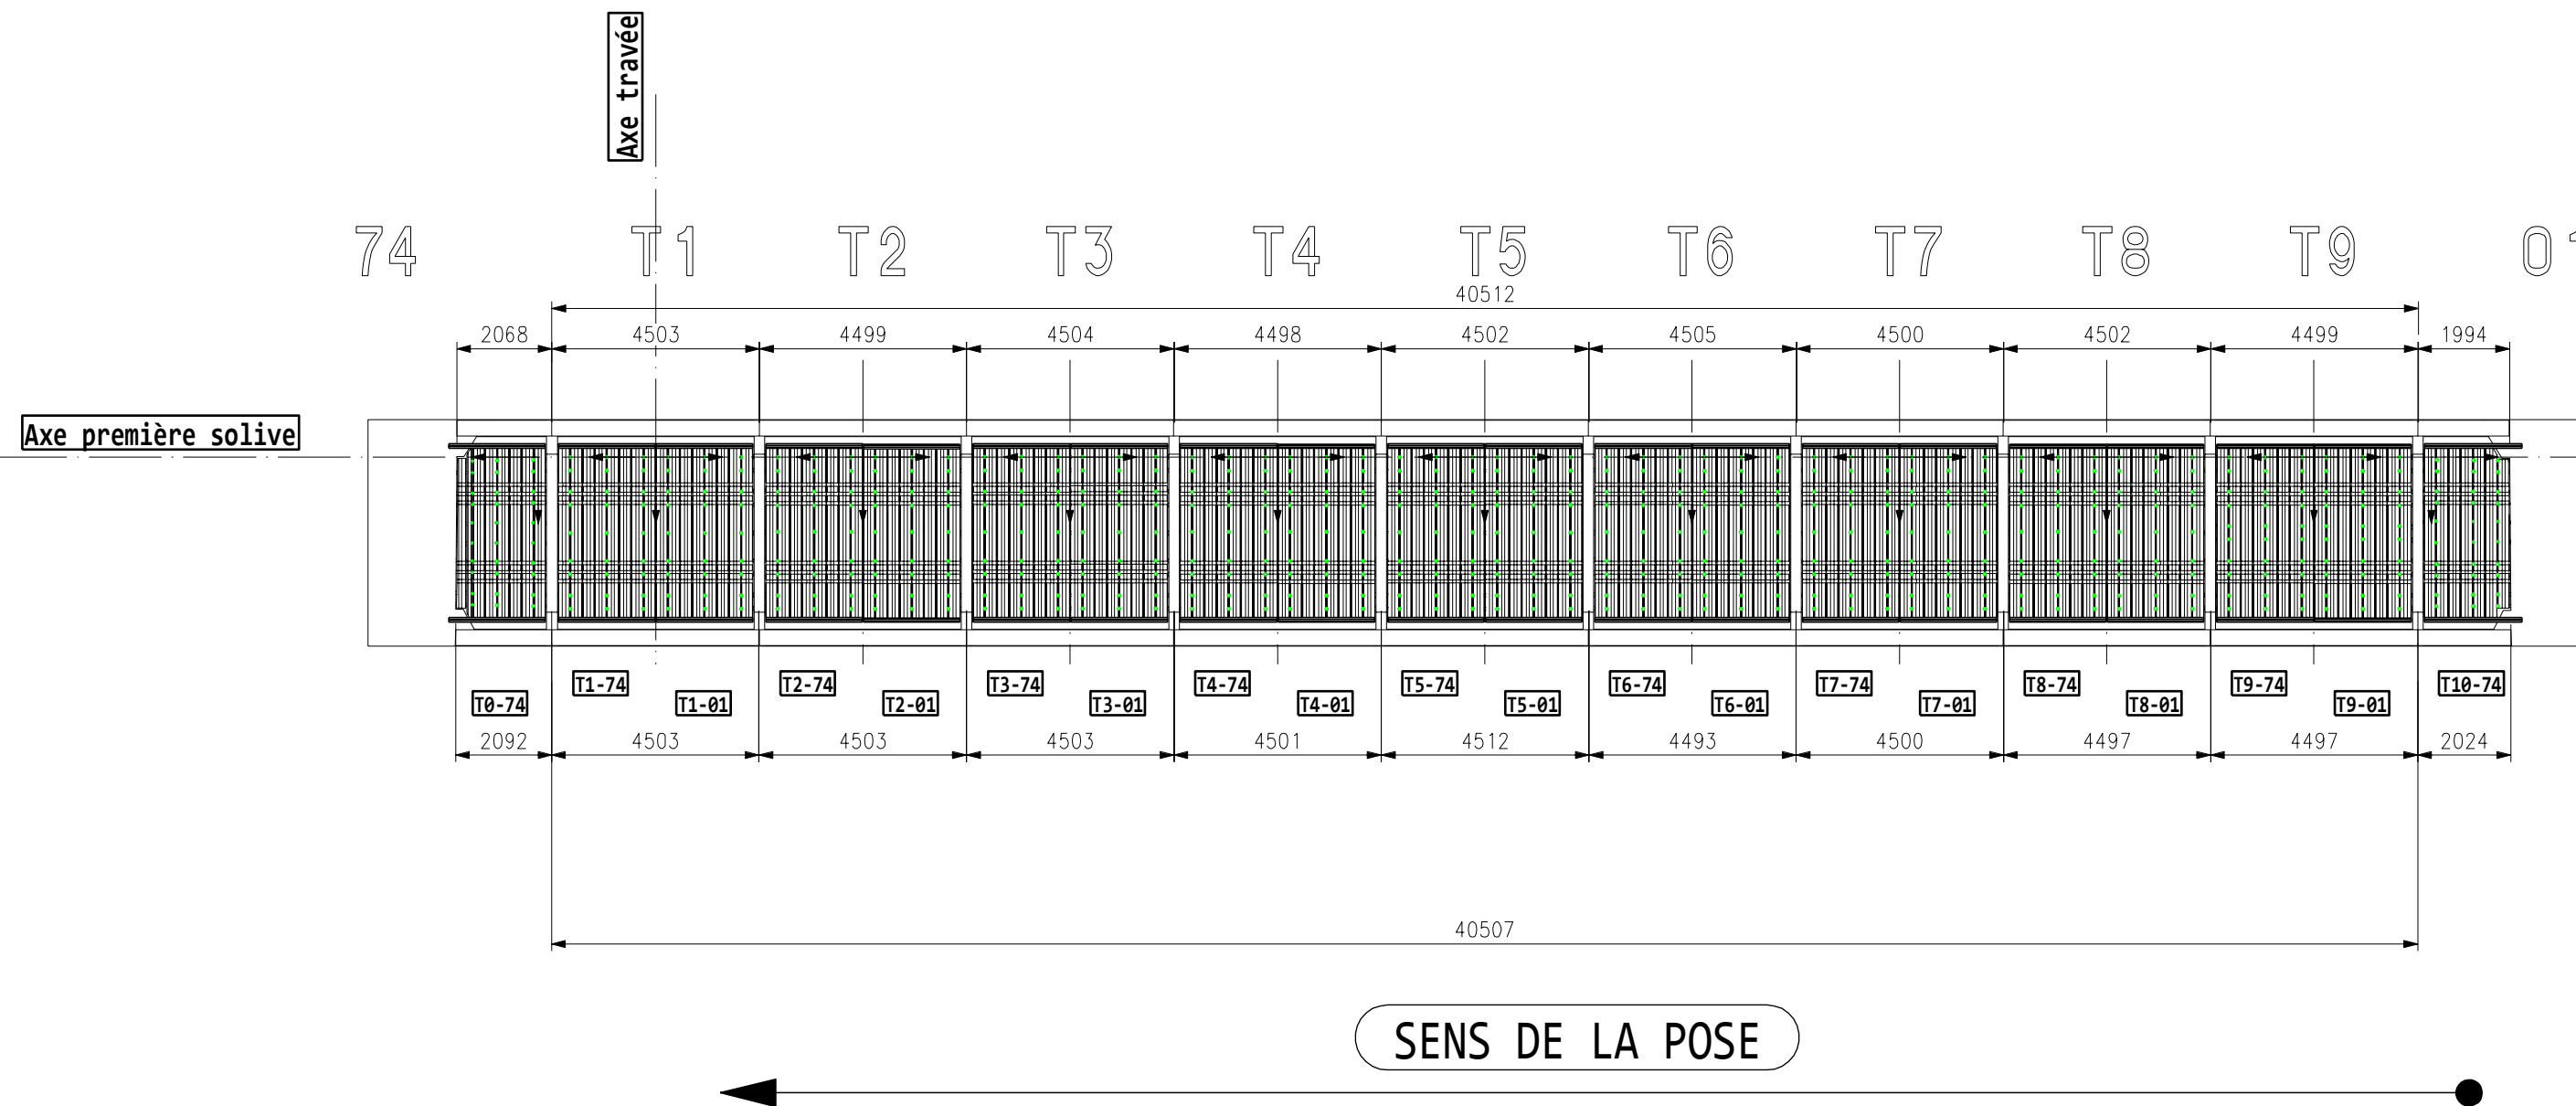 Axe travée
74 T1 T2 T3 T4 T5 T6 T7 T8 T9 01
40512
2068 4503 4499 4504 4498 4502 4505 4500 4502 4499 1994
Axe première solive
T1-74 T2-74 T3-74 T4-74 T5-74 T6-74 T7-74 T8-74 T9-74 T10-74
T0-74 T1-01 T2-01 T3-01 T4-01 T5-01 T6-01 T7-01 T8-01 T9-01
2092 4503 4503 4503 4501 4512 4493 4500 4497 4497 2024
40507
SENS DE LA POSE